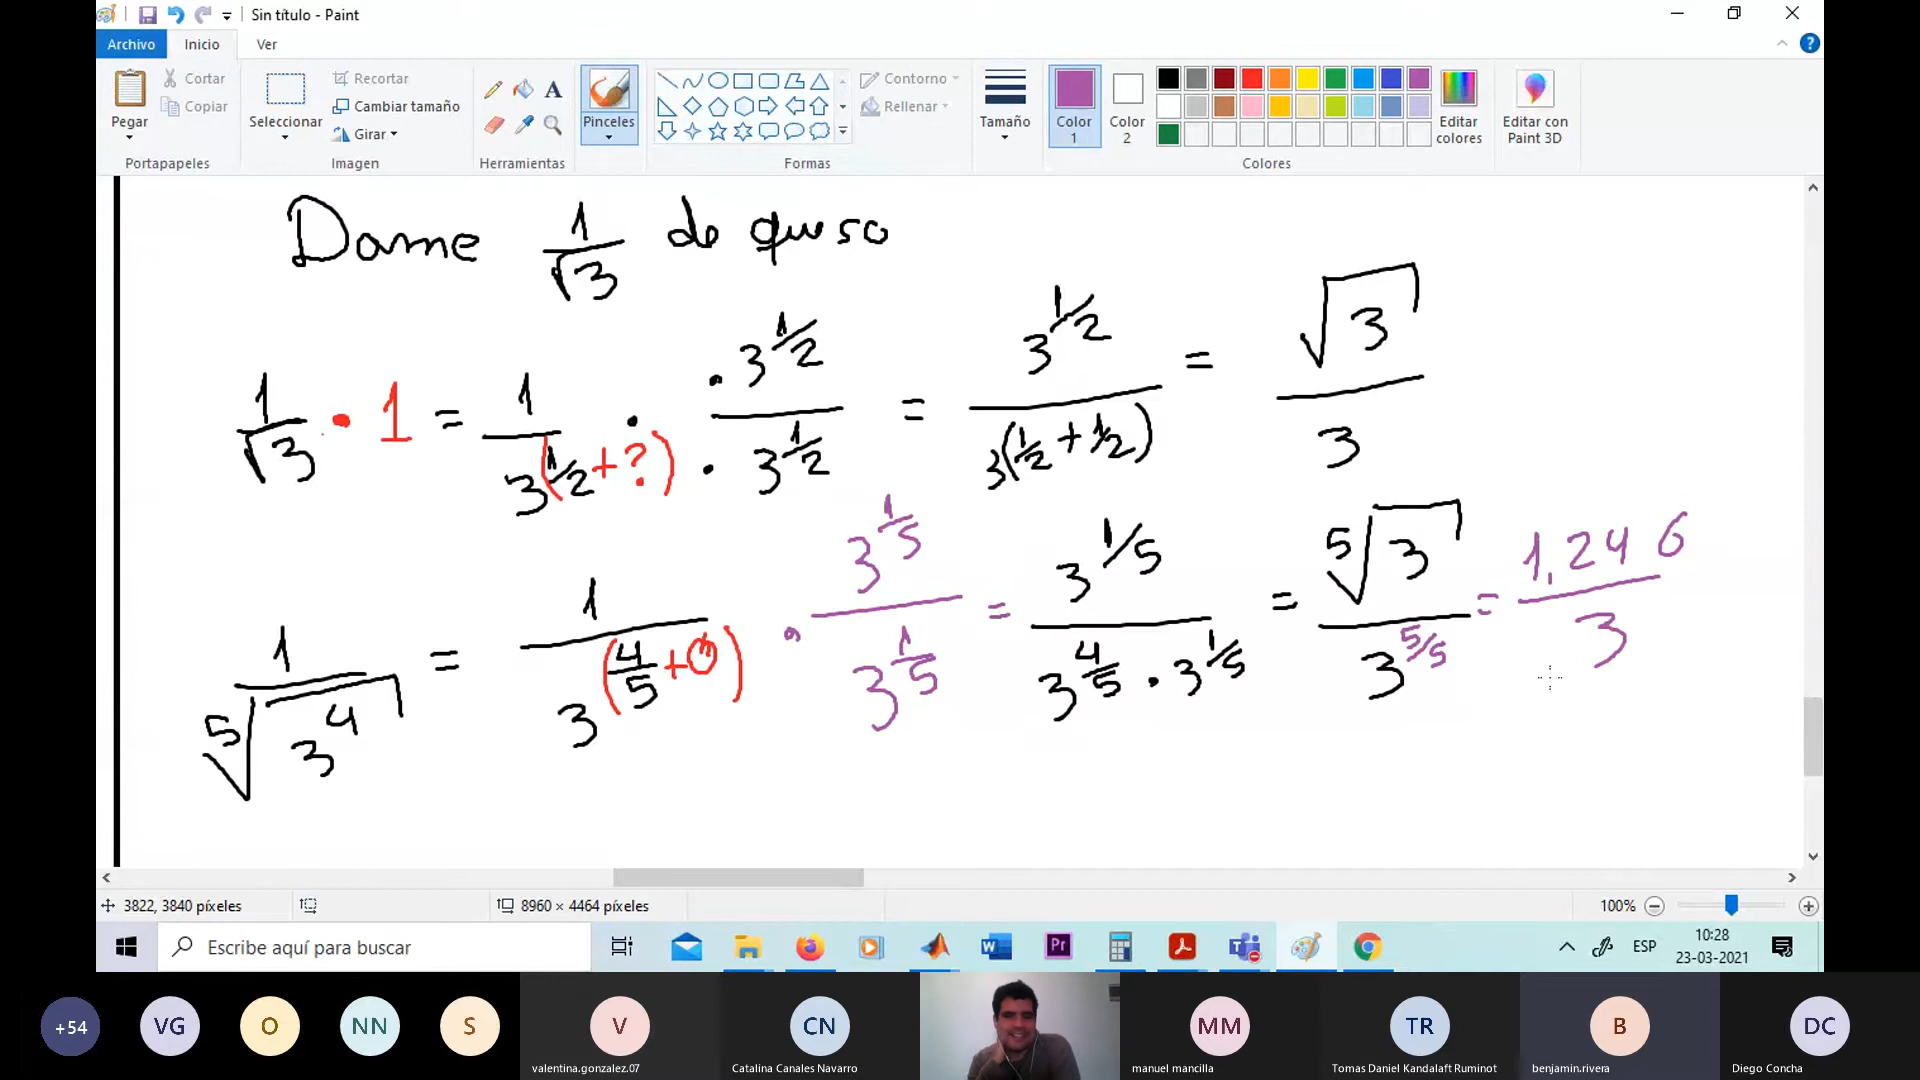 Sin título - Paint
Archivo Inicio Ver
Pegar Cortar Copiar Portapapeles
Seleccionar Recortar Cambiar tamaño Girar Imagen
A Herramientas
Pinceles
Formas
Contorno Rellenar
Tamaño
Color 1 Color 2
Colores
Editar colores
Editar con Paint 3D
Dame 1/√3 de queso
1/√3 • 1 = 1/3^(1/2+?) • •3^1/2 / •3^1/2 = 3^1/2 / 3^(1/2+1/2) = √3 / 3
1/⁵√3^4 = 1/3^(4/5+ ) • 3^1/5 / 3^1/5 = 3^1/5 / 3^4/5 • 3^1/5 = ⁵√3 / 3^5/5 = 1,246 / 3
3822, 3840 píxeles 8960 × 4464 píxeles 100%
Escribe aquí para buscar
W Pr ESP 10:28
23-03-2021
+54 VG O NN S V CN MM TR B DC
valentina.gonzalez.07 Catalina Canales Navarro manuel mancilla Tomas Daniel Kandalaft Ruminot benjamin.rivera Diego Concha